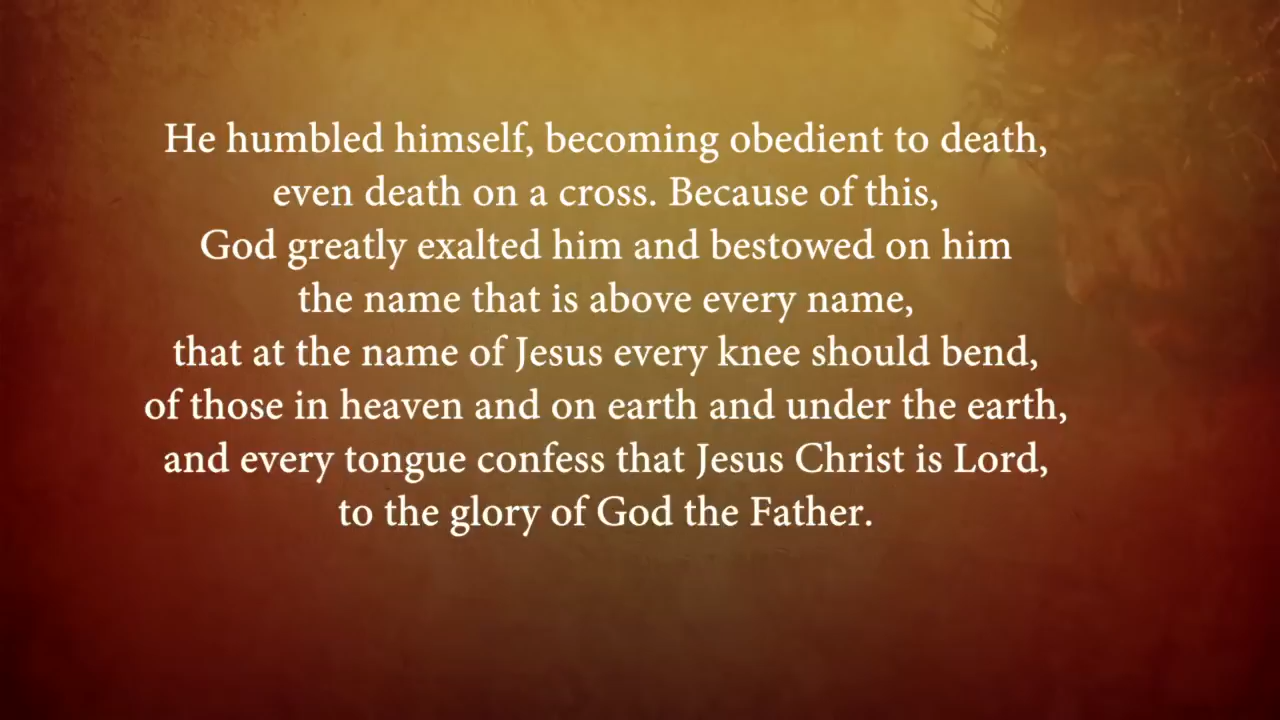 He humbled himself, becoming obedient to death,
even death on a cross. Because of this,
God greatly exalted him and bestowed on him
the name that is above every name,
that at the name of Jesus every knee should bend,
of those in heaven and on earth and under the earth,
and every tongue confess that Jesus Christ is Lord,
to the glory of God the Father.